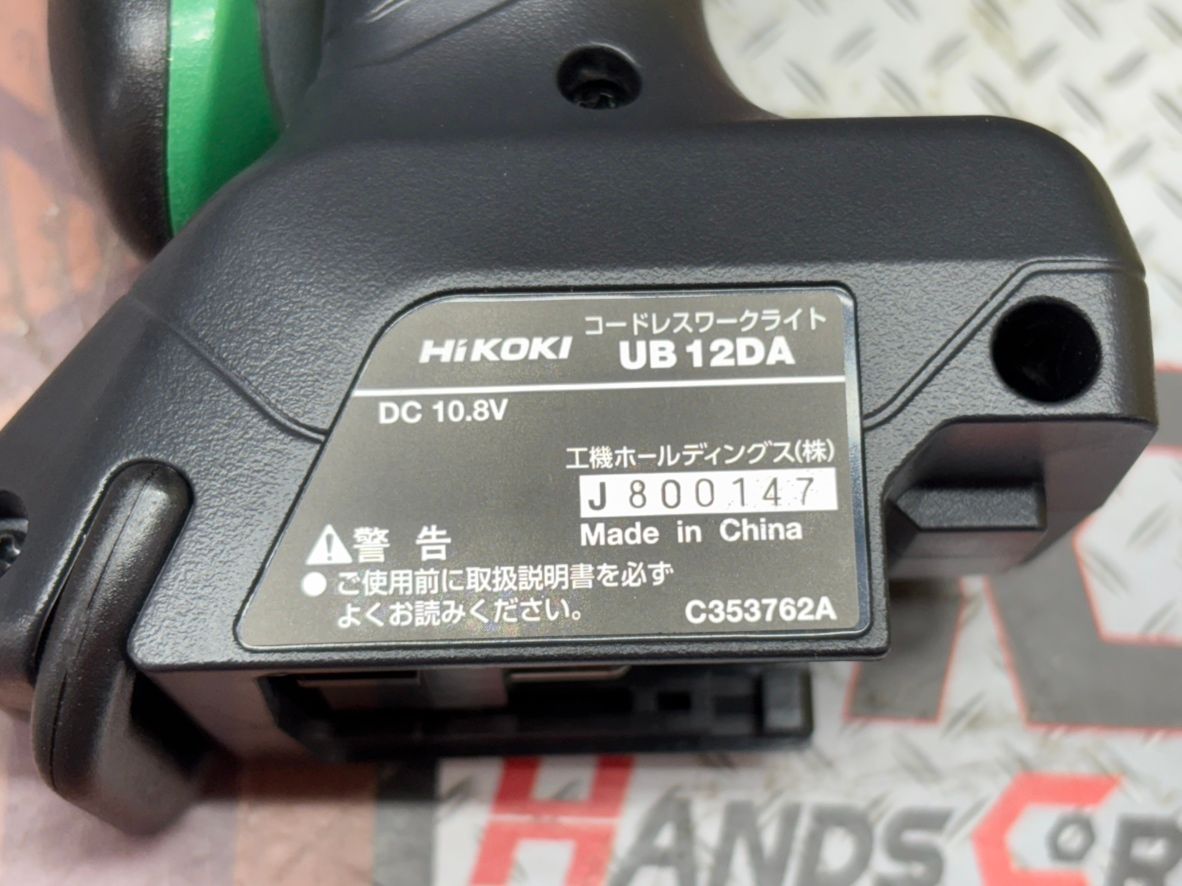 コードレスワークライト
HiKOKI UB 12DA
DC 10.8V
工機ホールディングス(株)
J 800147
Made in China
警 告
● ご使用前に取扱説明書を必ず
よくお読みください。
C353762A
HANDS